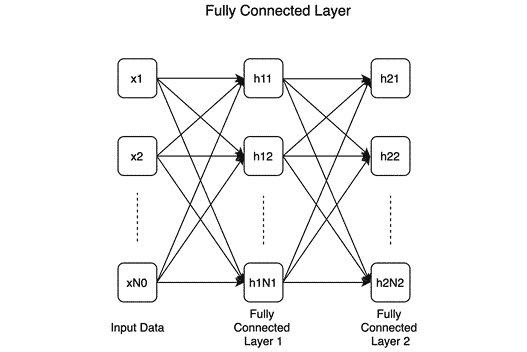 Fully Connected Layer
x1
h11
h21
x2
h12
h22
xN0
h1N1
h2N2
Input Data
Fully
Connected
Layer 1
Fully
Connected
Layer 2